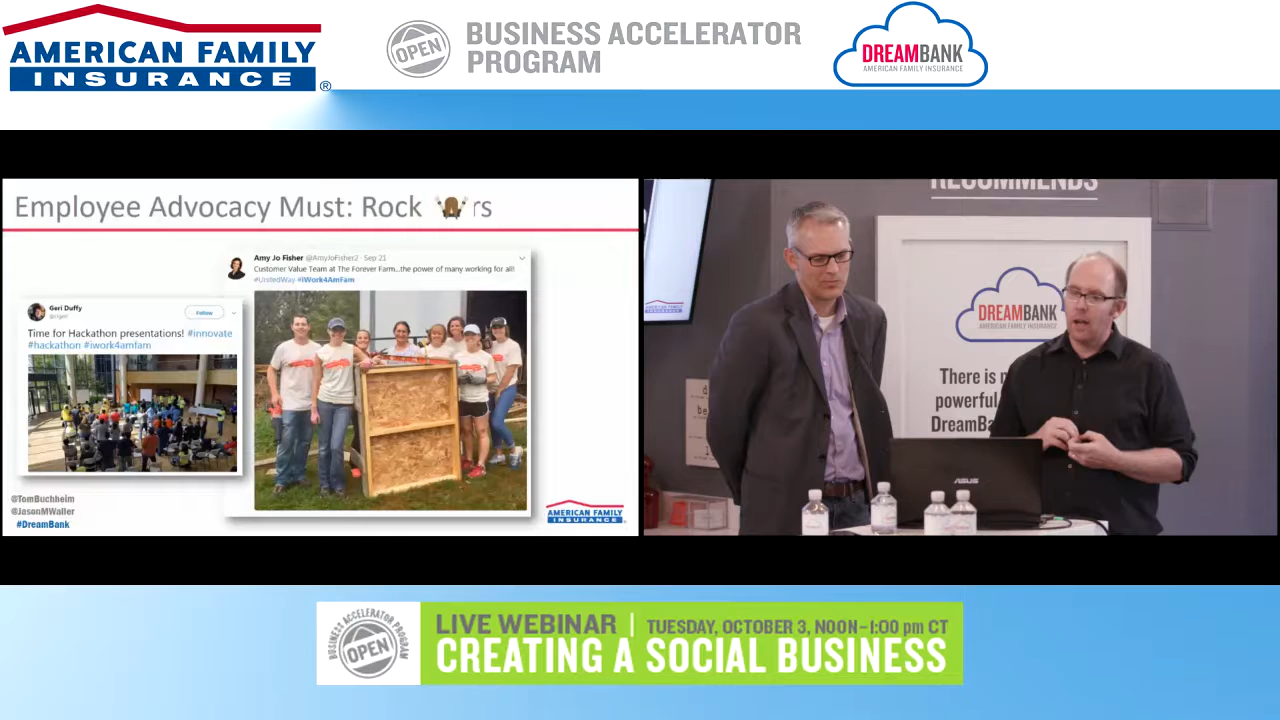 AMERICAN FAMILY
INSURANCE ®
OPEN
BUSINESS ACCELERATOR
PROGRAM
DREAMBANK
AMERICAN FAMILY INSURANCE
Employee Advocacy Must: Rock
rs
Amy Jo Fisher @AmyJoFisher2 · Sep 21
Customer Value Team at The Forever Farm...the power of many working for all!
#UnitedWay #iWork4AmFam
Geri Duffy
Follow
Time for Hackathon presentations! #innovate
#hackathon #iwork4amfam
@TomBuchheim
@JasonMWaller
#DreamBank
AMERICAN FAMILY
INSURANCE
RECOMMENDS
DREAMBANK
AMERICAN FAMILY INSURANCE
There is
powerful
DreamBa
ASUS
BUSINESS ACCELERATOR PROGRAM
OPEN
LIVE WEBINAR | TUESDAY, OCTOBER 3, NOON–1:00 pm CT
CREATING A SOCIAL BUSINESS